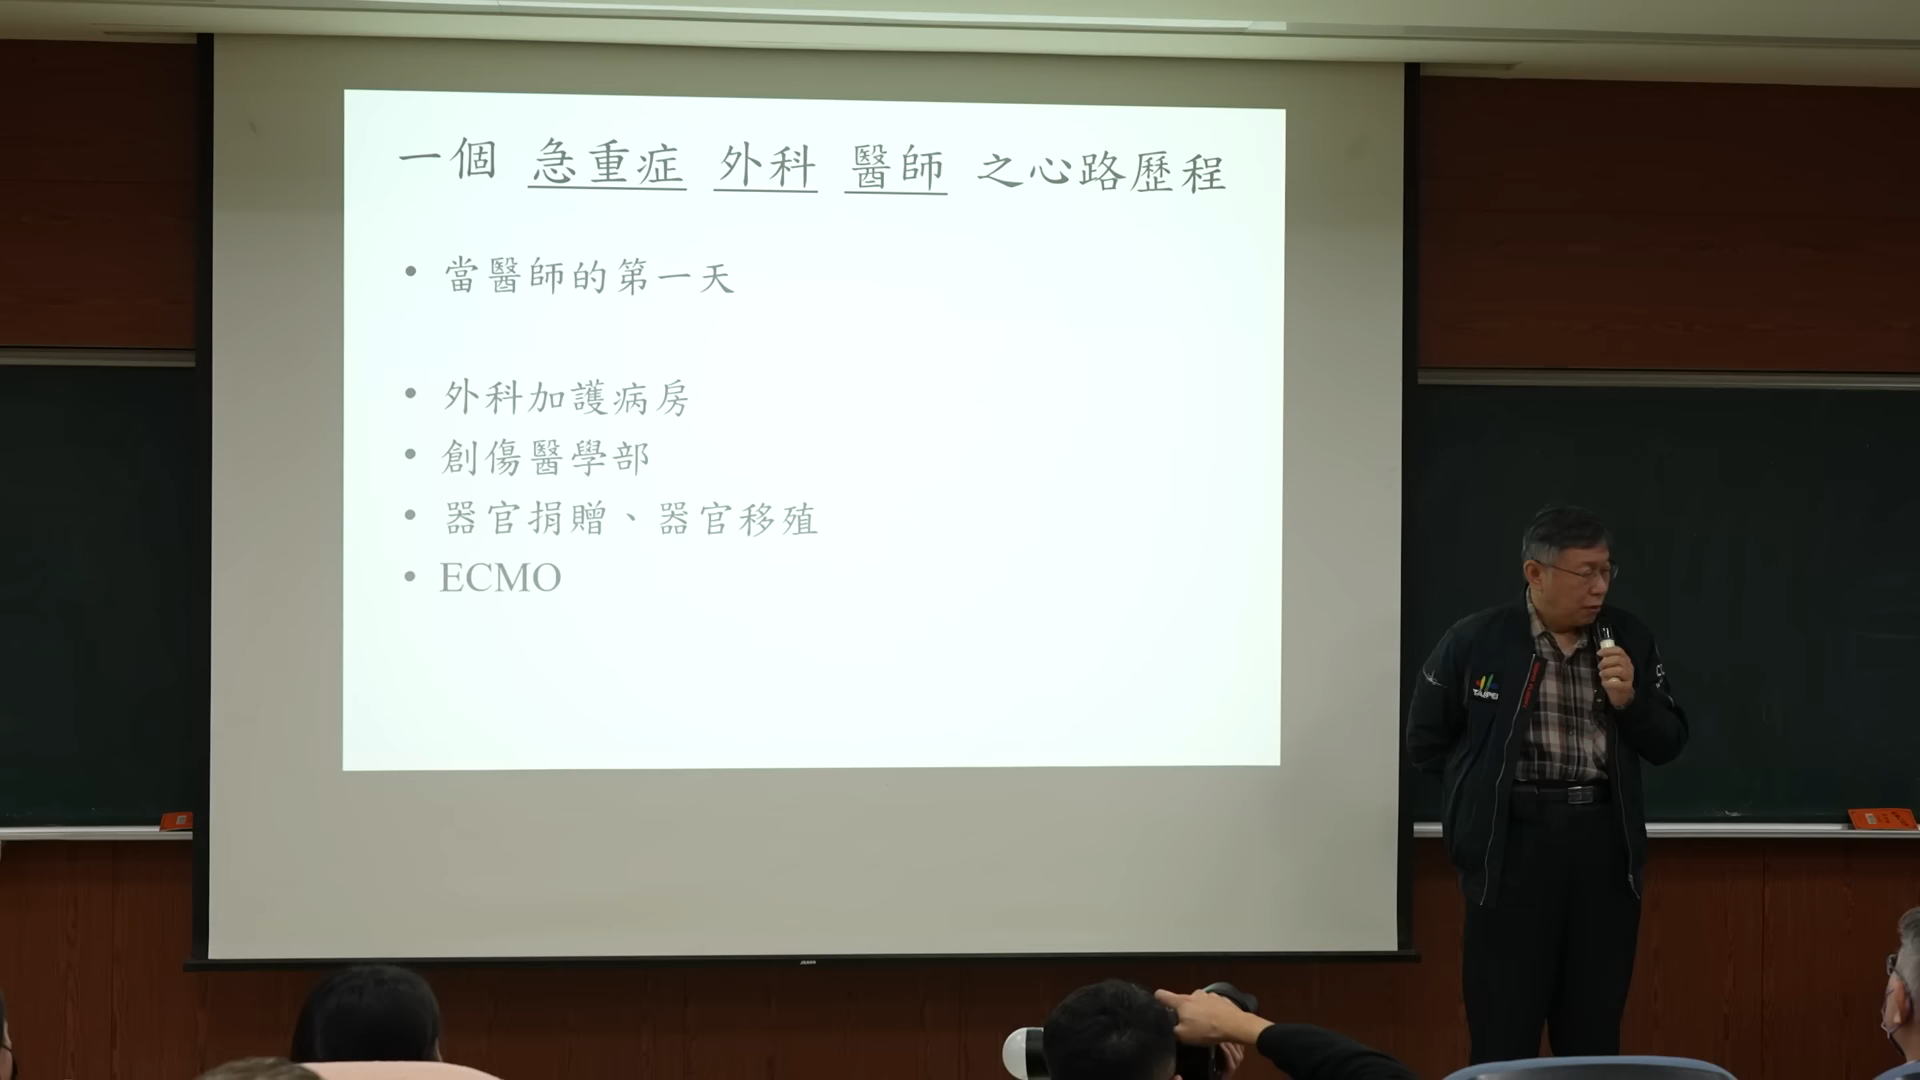 一個 急重症 外科 醫師 之心路歷程
• 當醫師的第一天
• 外科加護病房
• 創傷醫學部
• 器官捐贈、器官移殖
• ECMO
TAIPEI